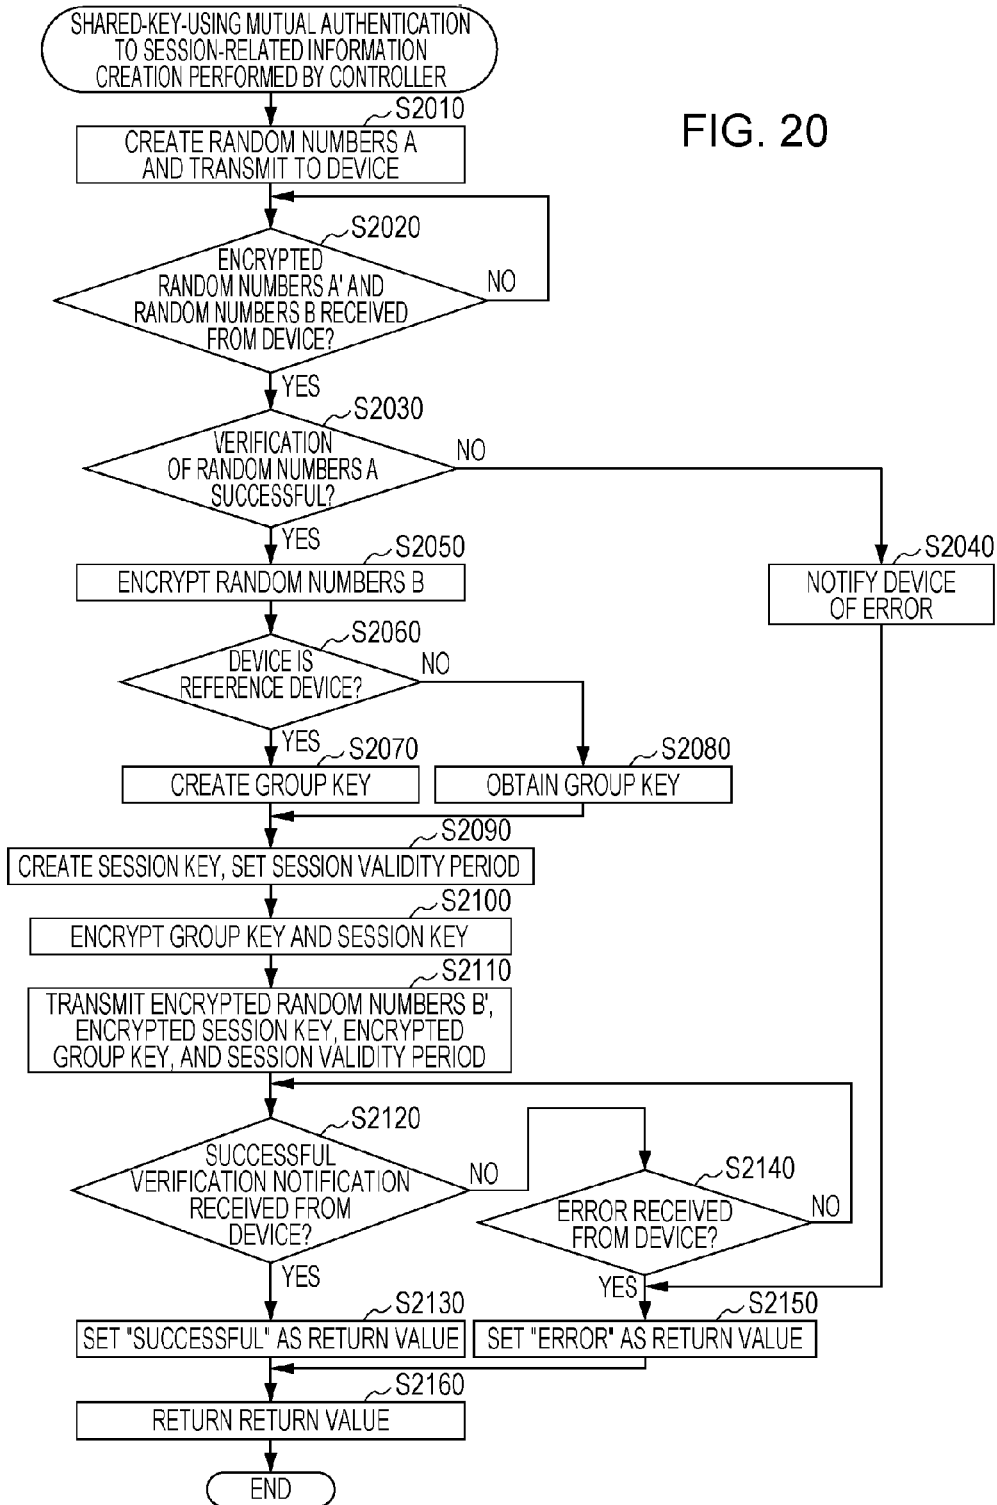 SHARED-KEY-USING MUTUAL AUTHENTICATION
TO SESSION-RELATED INFORMATION
CREATION PERFORMED BY CONTROLLER
FIG. 20
S2010
CREATE RANDOM NUMBERS A
AND TRANSMIT TO DEVICE
S2020
ENCRYPTED
RANDOM NUMBERS A' AND
RANDOM NUMBERS B RECEIVED
FROM DEVICE?
NO
YES
S2030
VERIFICATION
OF RANDOM NUMBERS A
SUCCESSFUL?
NO
YES
S2040
NOTIFY DEVICE
OF ERROR
S2050
ENCRYPT RANDOM NUMBERS B
S2060
DEVICE IS
REFERENCE DEVICE?
NO
YES
S2070
CREATE GROUP KEY
S2080
OBTAIN GROUP KEY
S2090
CREATE SESSION KEY, SET SESSION VALIDITY PERIOD
S2100
ENCRYPT GROUP KEY AND SESSION KEY
S2110
TRANSMIT ENCRYPTED RANDOM NUMBERS B',
ENCRYPTED SESSION KEY, ENCRYPTED
GROUP KEY, AND SESSION VALIDITY PERIOD
S2120
SUCCESSFUL
VERIFICATION NOTIFICATION
RECEIVED FROM
DEVICE?
NO
YES
S2140
ERROR RECEIVED
FROM DEVICE?
NO
YES
S2130
SET "SUCCESSFUL" AS RETURN VALUE
S2150
SET "ERROR" AS RETURN VALUE
S2160
RETURN RETURN VALUE
END